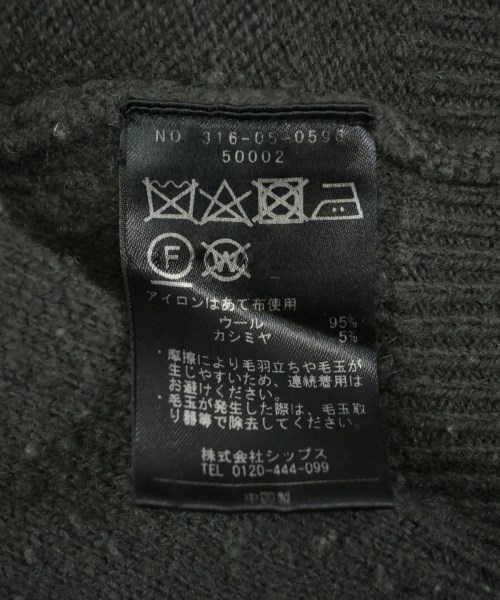 NO 316-05-0590
50002
F
W
アイロンはあて布使用
ウール 95%
カシミヤ 5%
・摩擦により毛羽立ちや毛玉が
生じやすいため、連続着用は
お避けください。
・毛玉が発生した際は、毛玉取
り器等で除去してください。
株式会社シップス
TEL 0120-444-099
中国製